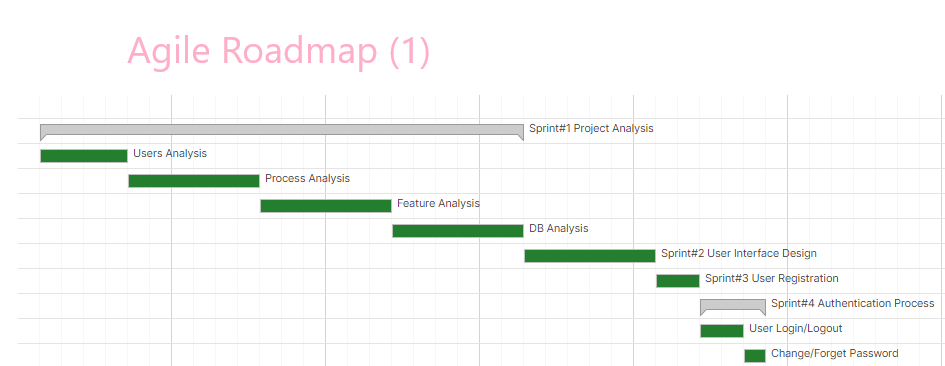 Agile Roadmap (1)
Sprint#1 Project Analysis
Users Analysis
Process Analysis
Feature Analysis
DB Analysis
Sprint#2 User Interface Design
Sprint#3 User Registration
Sprint#4 Authentication Process
User Login/Logout
Change/Forget Password